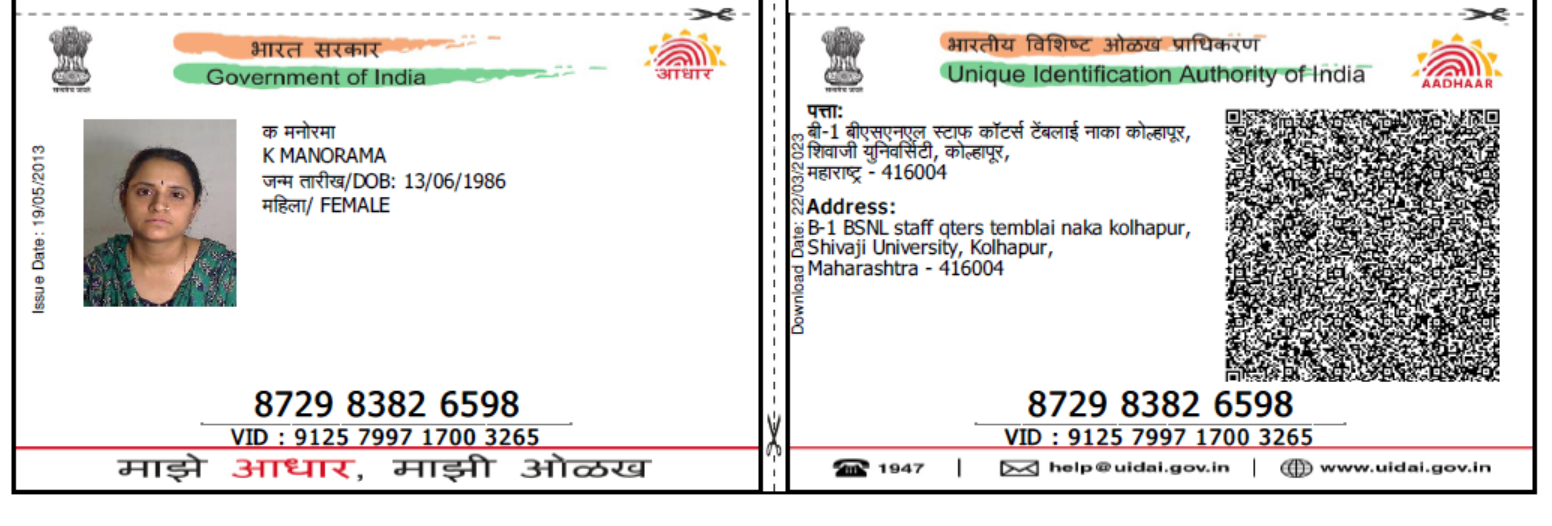 भारत सरकार
Government of India
आधार
सत्यमेव जयते
Issue Date: 19/05/2013
क मनोरमा
K MANORAMA
जन्म तारीख/DOB: 13/06/1986
महिला/ FEMALE
8729 8382 6598
VID : 9125 7997 1700 3265
माझे आधार, माझी ओळख
भारतीय विशिष्ट ओळख प्राधिकरण
Unique Identification Authority of India
AADHAAR
सत्यमेव जयते
Download Date: 22/03/2023
पत्ता:
बी-1 बीएसएनएल स्टाफ कॉटर्स टेंबलाई नाका कोल्हापूर,
शिवाजी युनिवर्सिटी, कोल्हापूर,
महाराष्ट्र - 416004
Address:
B-1 BSNL staff qters temblai naka kolhapur,
Shivaji University, Kolhapur,
Maharashtra - 416004
8729 8382 6598
VID : 9125 7997 1700 3265
1947 | help@uidai.gov.in | www.uidai.gov.in